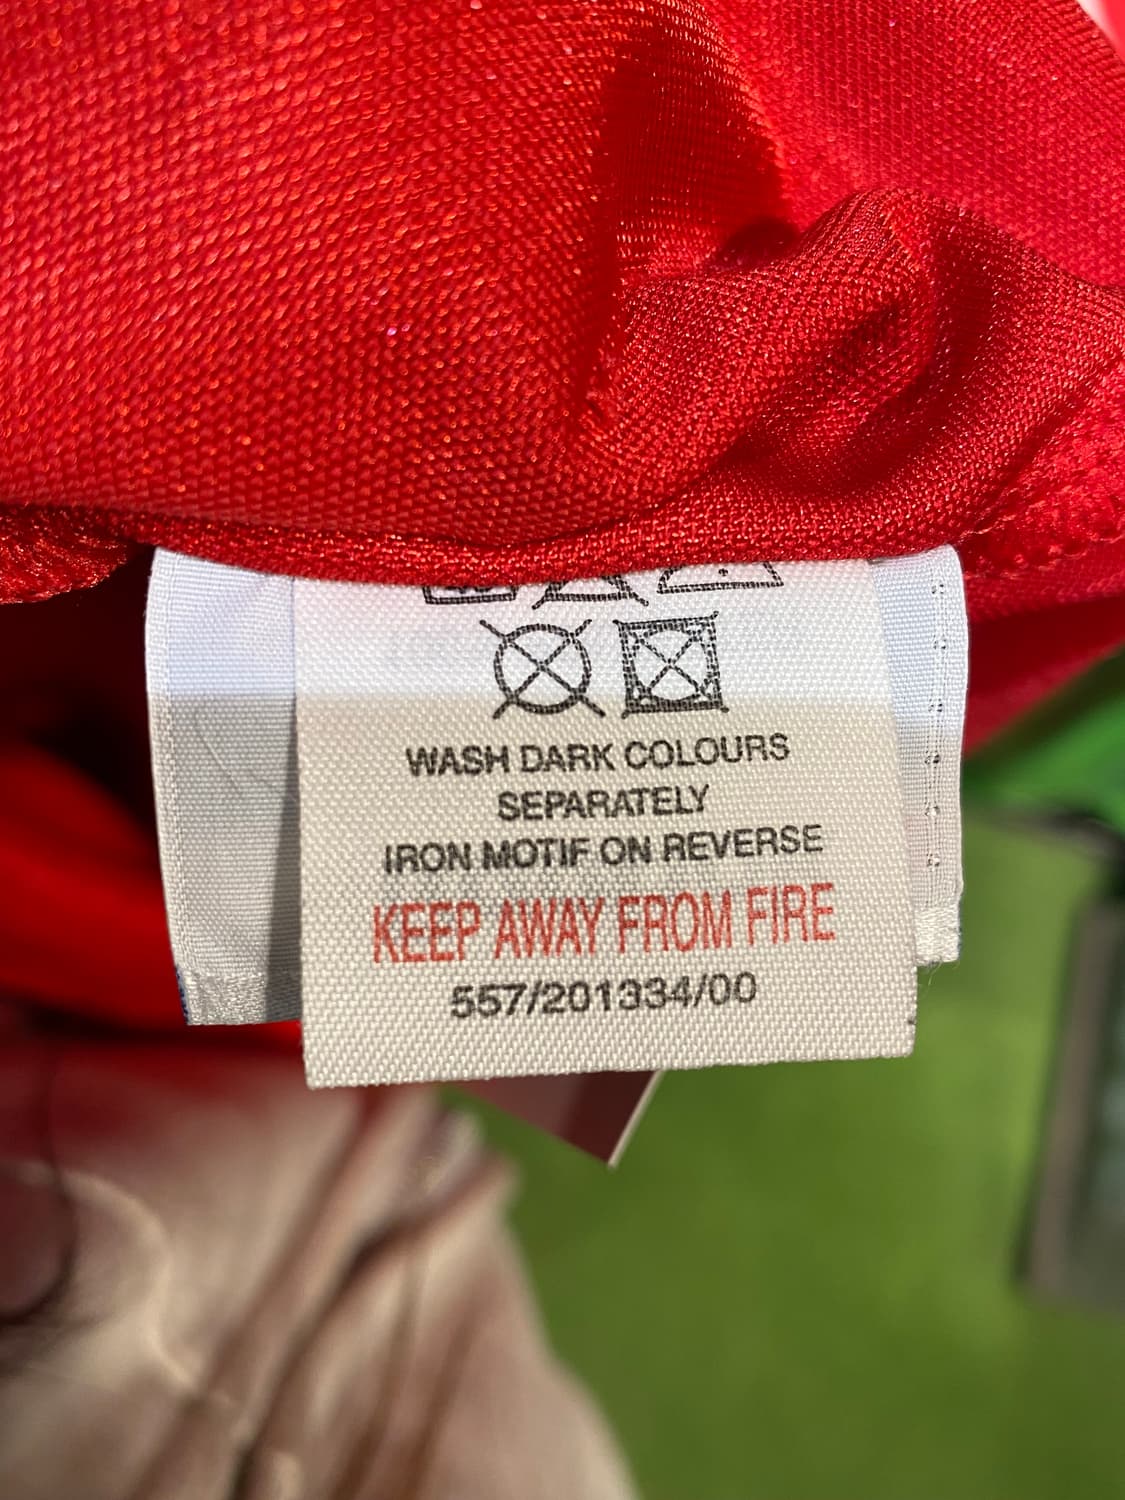 WASH DARK COLOURS
SEPARATELY
IRON MOTIF ON REVERSE
KEEP AWAY FROM FIRE
557/201334/00